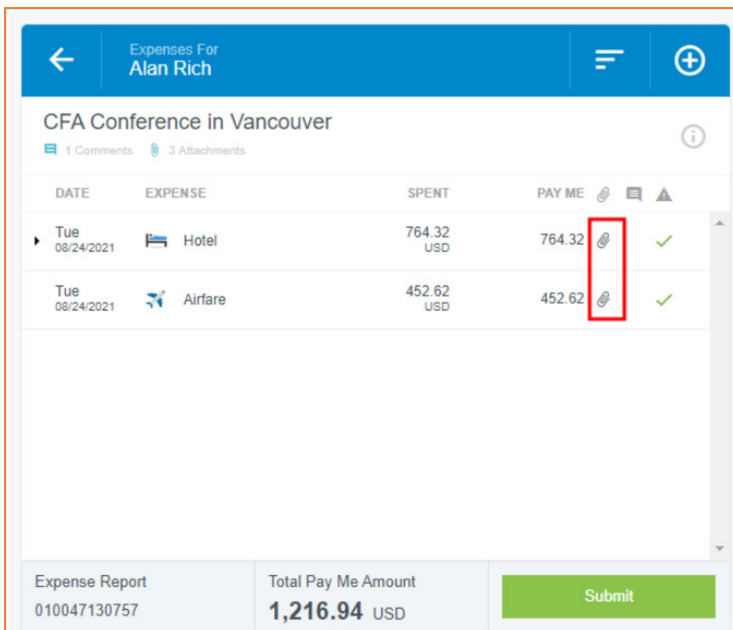 Expenses For
Alan Rich
CFA Conference in Vancouver
1 Comments 3 Attachments
DATE EXPENSE SPENT PAY ME
Tue
08/24/2021
Hotel
764.32
USD
764.32
Tue
08/24/2021
Airfare
452.62
USD
452.62
Expense Report
010047130757
Total Pay Me Amount
1,216.94 USD
Submit